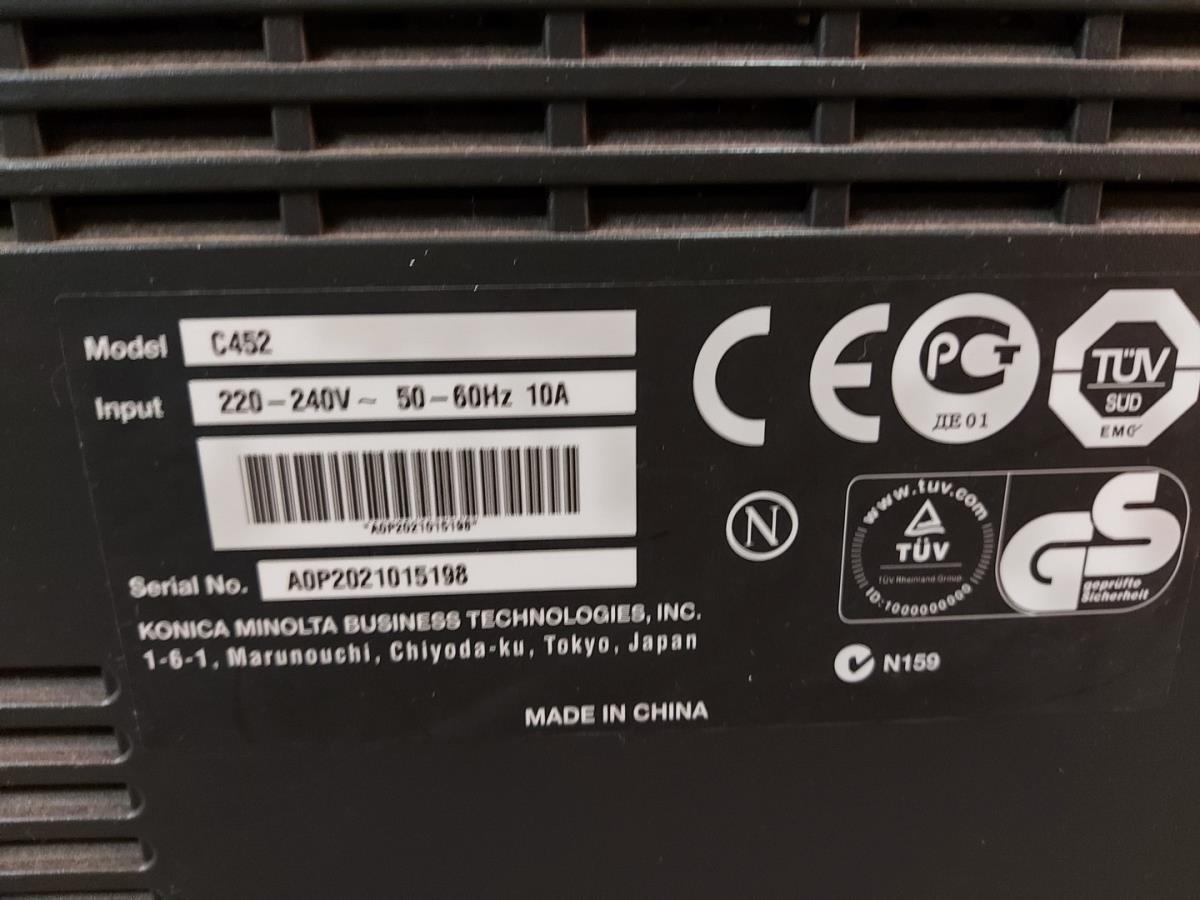 Model C452
Input 220-240V~ 50-60Hz 10A
*A0P2021015198*
Serial No. A0P2021015198
KONICA MINOLTA BUSINESS TECHNOLOGIES, INC.
1-6-1, Marunouchi, Chiyoda-ku, Tokyo, Japan
MADE IN CHINA
CE
PCT
ДЕ 01
TÜV
SÜD
EMC
N
www.tuv.com
TÜV
TÜV Rheinland Group
ID:1000000000
GS
geprüfte
Sicherheit
N159